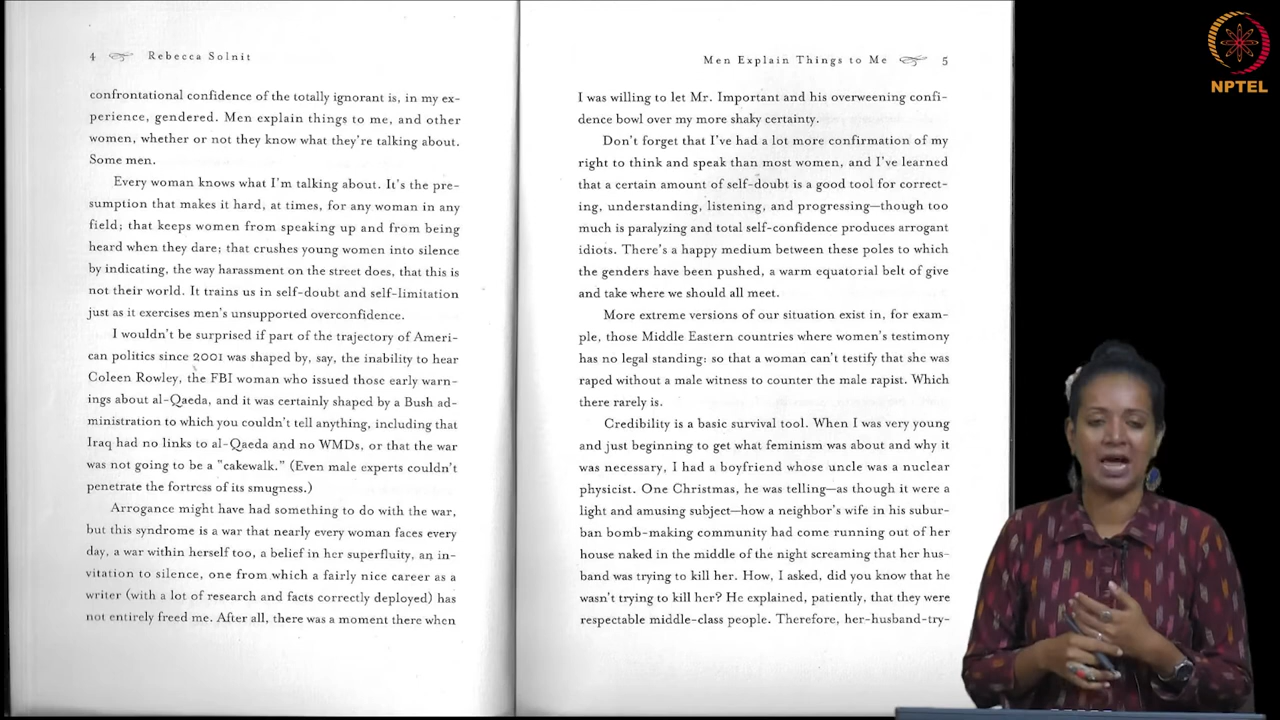 4 Rebecca Solnit
confrontational confidence of the totally ignorant is, in my ex-
perience, gendered. Men explain things to me, and other
women, whether or not they know what they're talking about.
Some men.
Every woman knows what I'm talking about. It's the pre-
sumption that makes it hard, at times, for any woman in any
field; that keeps women from speaking up and from being
heard when they dare; that crushes young women into silence
by indicating, the way harassment on the street does, that this is
not their world. It trains us in self-doubt and self-limitation
just as it exercises men's unsupported overconfidence.
I wouldn't be surprised if part of the trajectory of Ameri-
can politics since 2001 was shaped by, say, the inability to hear
Coleen Rowley, the FBI woman who issued those early warn-
ings about al-Qaeda, and it was certainly shaped by a Bush ad-
ministration to which you couldn't tell anything, including that
Iraq had no links to al-Qaeda and no WMDs, or that the war
was not going to be a "cakewalk." (Even male experts couldn't
penetrate the fortress of its smugness.)
Arrogance might have had something to do with the war,
but this syndrome is a war that nearly every woman faces every
day, a war within herself too, a belief in her superfluity, an in-
vitation to silence, one from which a fairly nice career as a
writer (with a lot of research and facts correctly deployed) has
not entirely freed me. After all, there was a moment there when
Men Explain Things to Me 5
I was willing to let Mr. Important and his overweening confi-
dence bowl over my more shaky certainty.
Don't forget that I've had a lot more confirmation of my
right to think and speak than most women, and I've learned
that a certain amount of self-doubt is a good tool for correct-
ing, understanding, listening, and progressing—though too
much is paralyzing and total self-confidence produces arrogant
idiots. There's a happy medium between these poles to which
the genders have been pushed, a warm equatorial belt of give
and take where we should all meet.
More extreme versions of our situation exist in, for exam-
ple, those Middle Eastern countries where women's testimony
has no legal standing: so that a woman can't testify that she was
raped without a male witness to counter the male rapist. Which
there rarely is.
Credibility is a basic survival tool. When I was very young
and just beginning to get what feminism was about and why it
was necessary, I had a boyfriend whose uncle was a nuclear
physicist. One Christmas, he was telling—as though it were a
light and amusing subject—how a neighbor's wife in his subur-
ban bomb-making community had come running out of her
house naked in the middle of the night screaming that her hus-
band was trying to kill her. How, I asked, did you know that he
wasn't trying to kill her? He explained, patiently, that they were
respectable middle-class people. Therefore, her-husband-try-
NPTEL